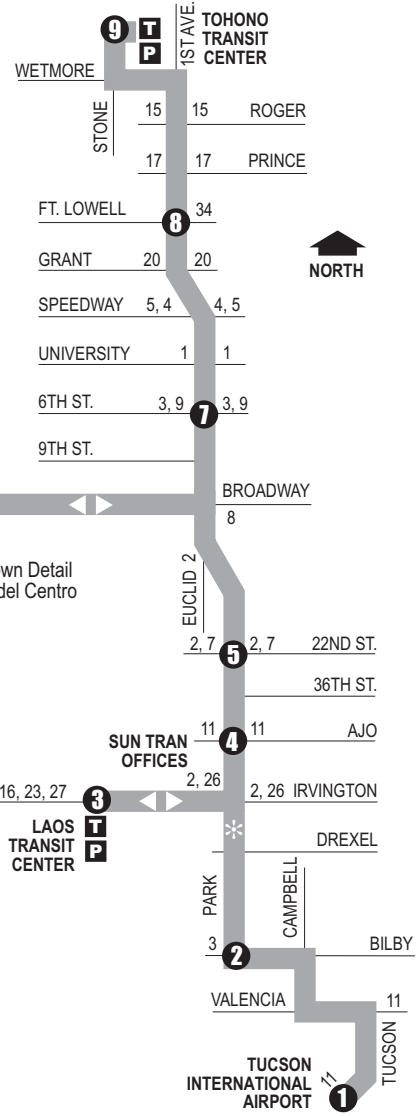 9 T TOHONO
P TRANSIT
CENTER
1ST AVE.
WETMORE
STONE
15 15 ROGER
17 17 PRINCE
FT. LOWELL 8 34
GRANT 20 20
NORTH
SPEEDWAY 5, 4 4, 5
UNIVERSITY 1 1
6TH ST. 3, 9 7 3, 9
9TH ST.
BROADWAY
8
own Detail
del Centro
EUCLID 2
2, 7 5 2, 7 22ND ST.
36TH ST.
SUN TRAN
OFFICES
11 4 11 AJO
2, 26
16, 23, 27 3 2, 26 IRVINGTON
LAOS T
TRANSIT P
CENTER
*
DREXEL
PARK
CAMPBELL
3 2 BILBY
VALENCIA 11
TUCSON
TUCSON
INTERNATIONAL
AIRPORT
11
1